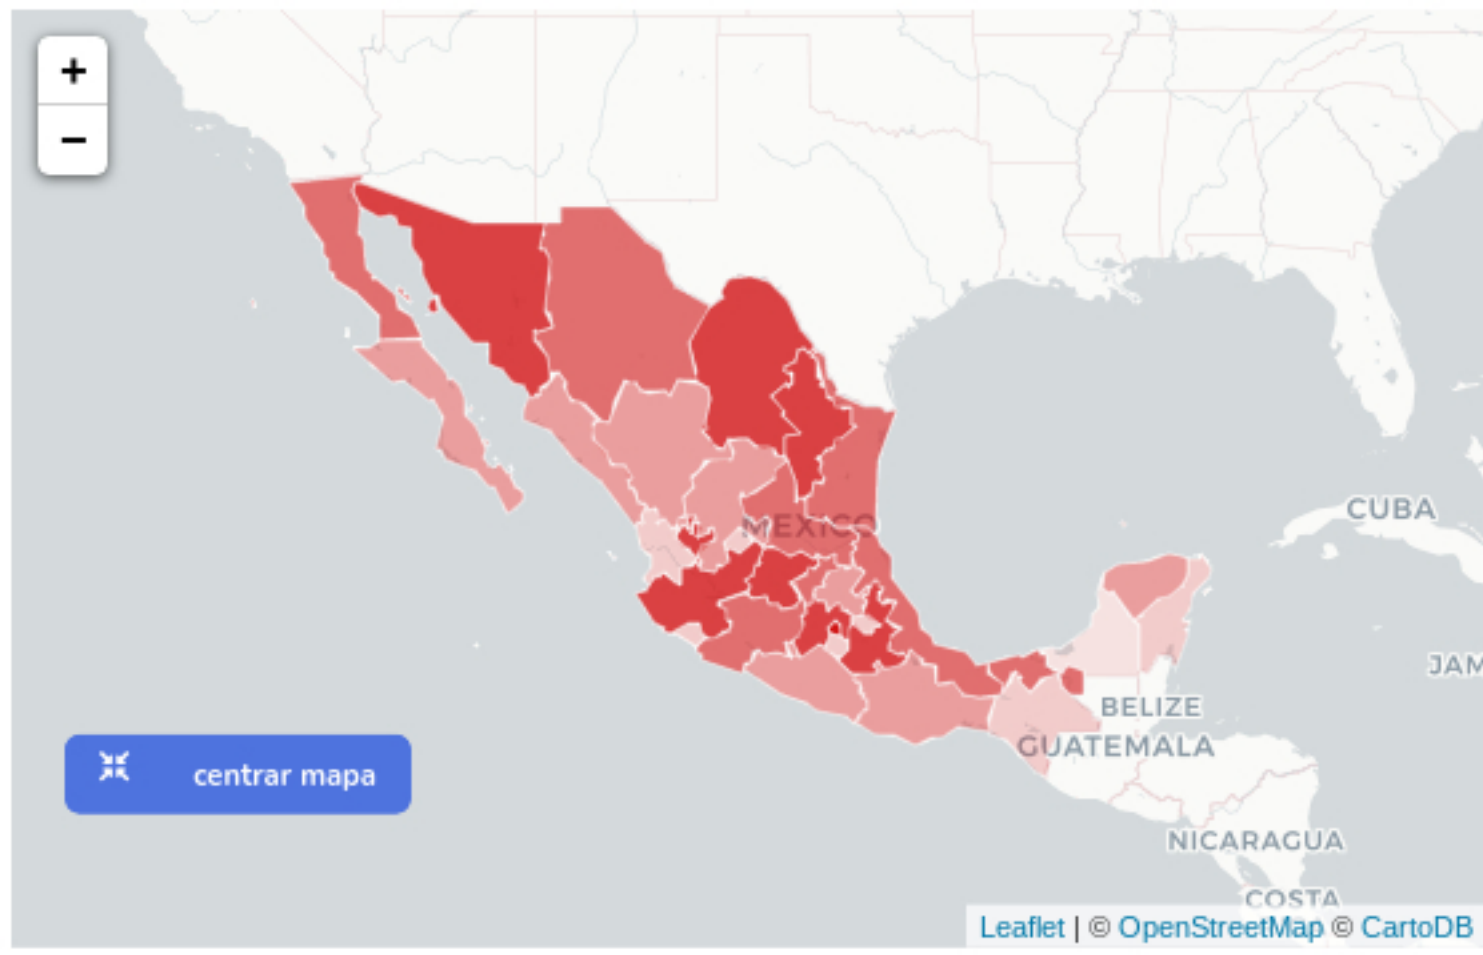 +
−
MEXICO
CUBA
JAM
BELIZE
GUATEMALA
centrar mapa
NICARAGUA
COSTA
Leaflet | © OpenStreetMap © CartoDB